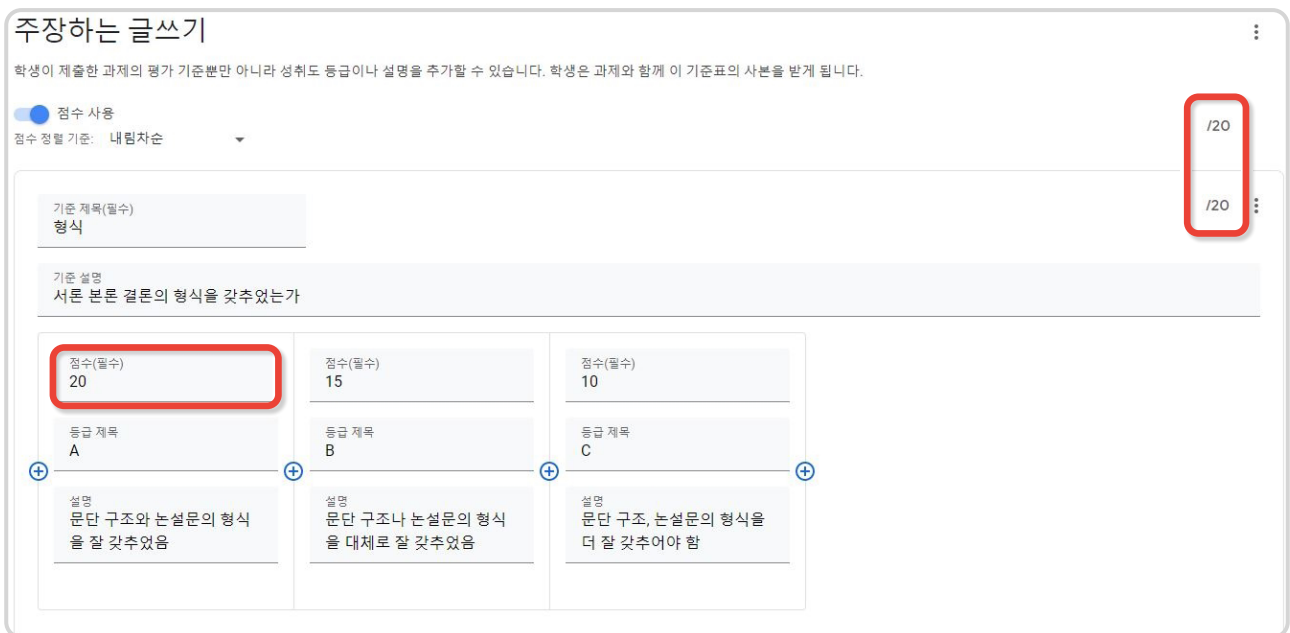 주장하는 글쓰기
학생이 제출한 과제의 평가 기준뿐만 아니라 성취도 등급이나 설명을 추가할 수 있습니다. 학생은 과제와 함께 이 기준표의 사본을 받게 됩니다.
점수 사용
점수 정렬 기준: 내림차순
/20
/20
기준 제목(필수)
형식
기준 설명
서론 본론 결론의 형식을 갖추었는가
점수(필수)
20
등급 제목
A
설명
문단 구조와 논설문의 형식
을 잘 갖추었음
점수(필수)
15
등급 제목
B
설명
문단 구조나 논설문의 형식
을 대체로 잘 갖추었음
점수(필수)
10
등급 제목
C
설명
문단 구조, 논설문의 형식을
더 잘 갖추어야 함